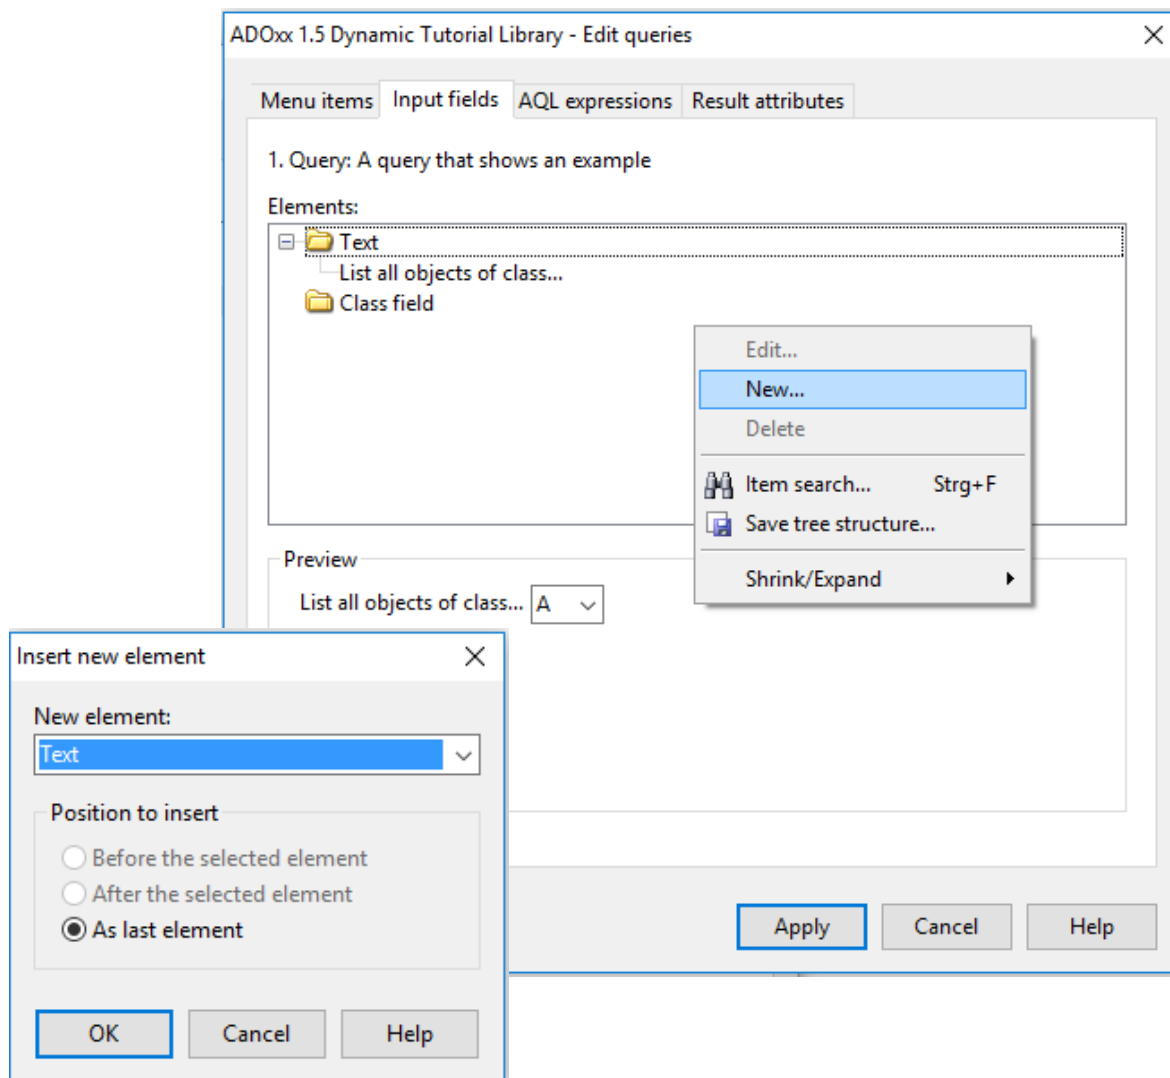 ADOxx 1.5 Dynamic Tutorial Library - Edit queries
Menu items Input fields AQL expressions Result attributes
1. Query: A query that shows an example
Elements:
Text
List all objects of class...
Class field
Edit...
New...
Delete
Item search... Strg+F
Save tree structure...
Shrink/Expand
Preview
List all objects of class... A
Insert new element
New element:
Text
Position to insert
Before the selected element
After the selected element
As last element
OK Cancel Help
Apply Cancel Help